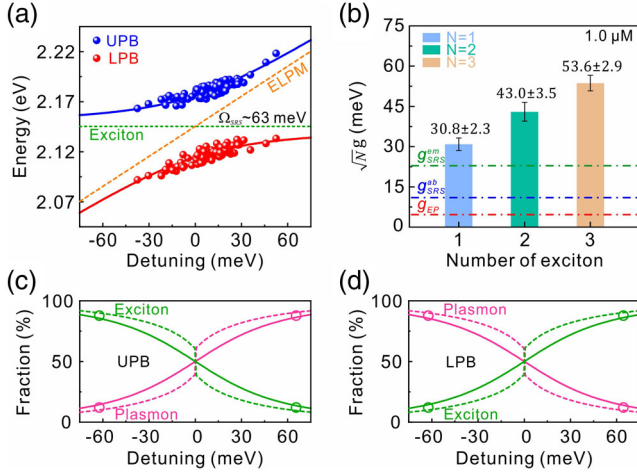 (a)
UPB
LPB
ELPM
Exciton
Ω_SRS~63 meV
2.22
2.17
2.12
2.07
Energy (eV)
-60
-30
0
30
60
Detuning (meV)
(b)
N=1
N=2
N=3
1.0 μM
30.8±2.3
43.0±3.5
53.6±2.9
g^em_SRS
g^ab_SRS
g_EP
75
60
45
30
15
0
√N g (meV)
1
2
3
Number of exciton
(c)
Exciton
UPB
Plasmon
100
50
0
Fraction (%)
-60
-30
0
30
60
Detuning (meV)
(d)
Plasmon
LPB
Exciton
100
50
0
Fraction (%)
-60
-30
0
30
60
Detuning (meV)